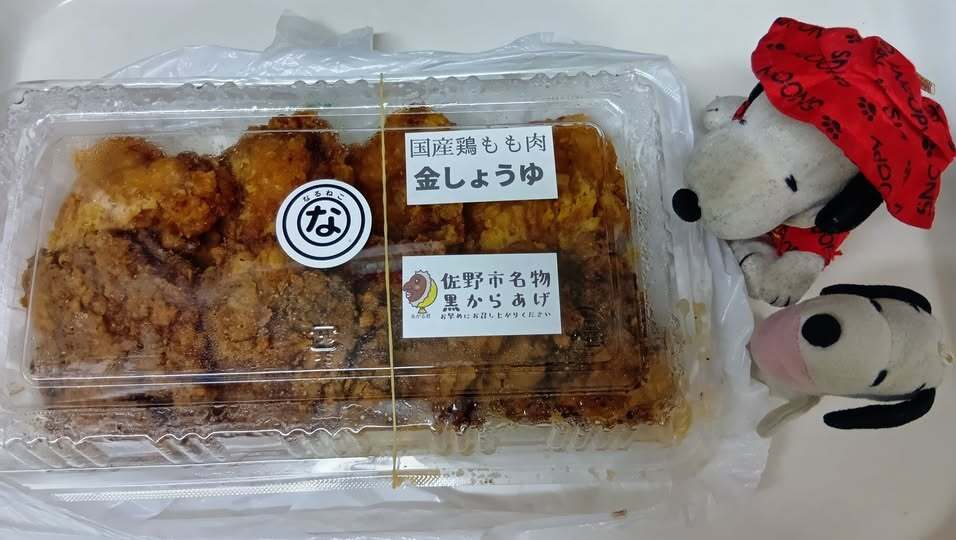 国産鶏もも肉
金しょうゆ
なるねこ
な
佐野市名物
黒からあげ
お早めにお召し上がりください
SNOOPY